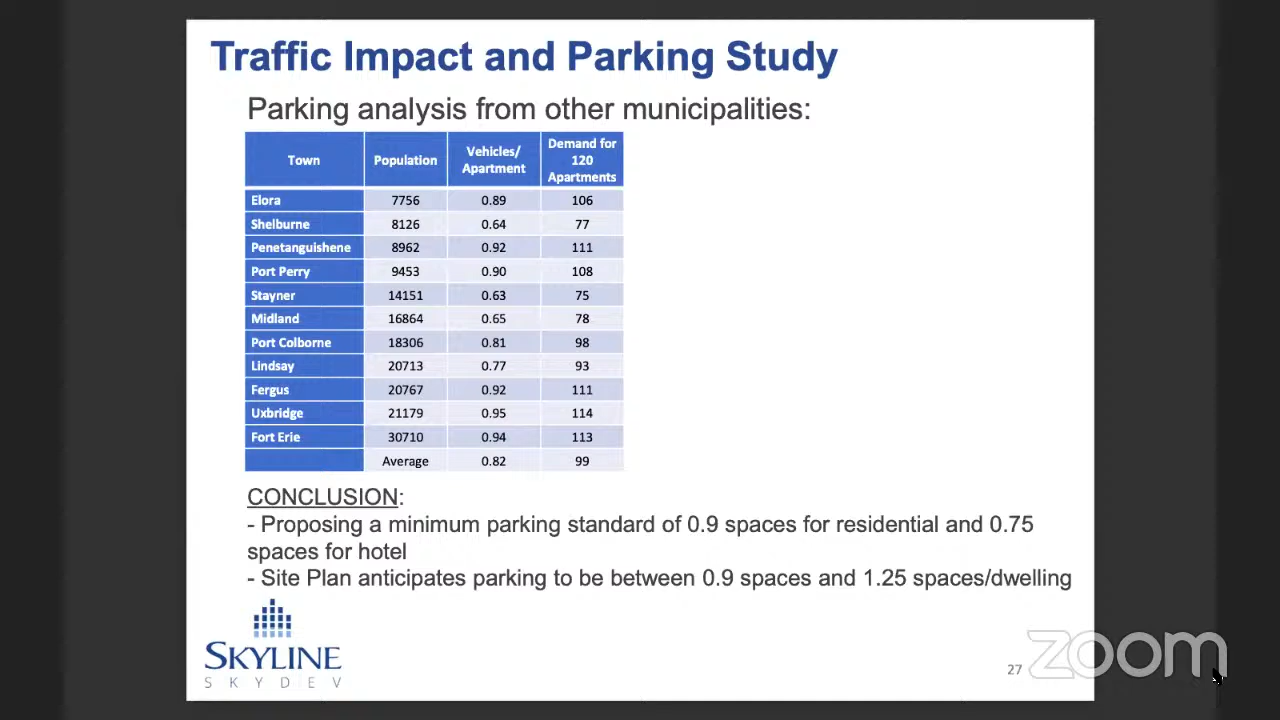 Traffic Impact and Parking Study
Parking analysis from other municipalities:
Town Population Vehicles/ Apartment Demand for 120 Apartments
Elora 7756 0.89 106
Shelburne 8126 0.64 77
Penetanguishene 8962 0.92 111
Port Perry 9453 0.90 108
Stayner 14151 0.63 75
Midland 16864 0.65 78
Port Colborne 18306 0.81 98
Lindsay 20713 0.77 93
Fergus 20767 0.92 111
Uxbridge 21179 0.95 114
Fort Erie 30710 0.94 113
Average 0.82 99
CONCLUSION:
- Proposing a minimum parking standard of 0.9 spaces for residential and 0.75
spaces for hotel
- Site Plan anticipates parking to be between 0.9 spaces and 1.25 spaces/dwelling
SKYLINE
SKYDEV
27
zoom